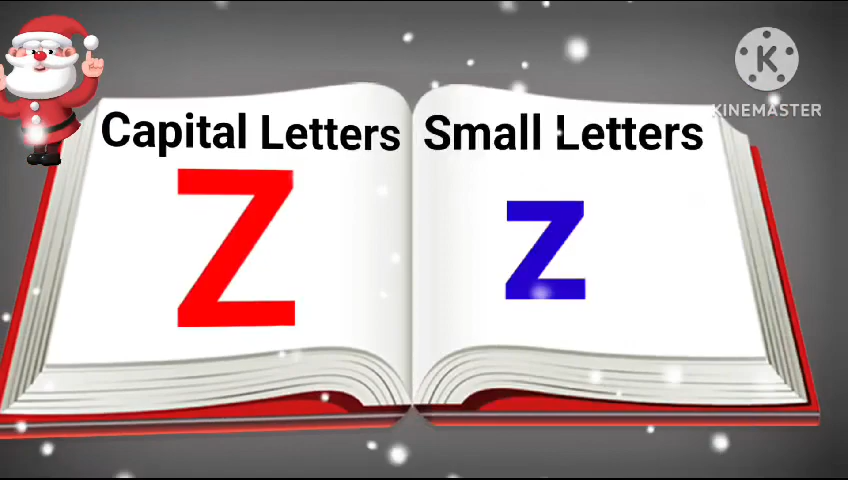 Capital Letters
Small Letters
Z
z
K
KINEMASTER